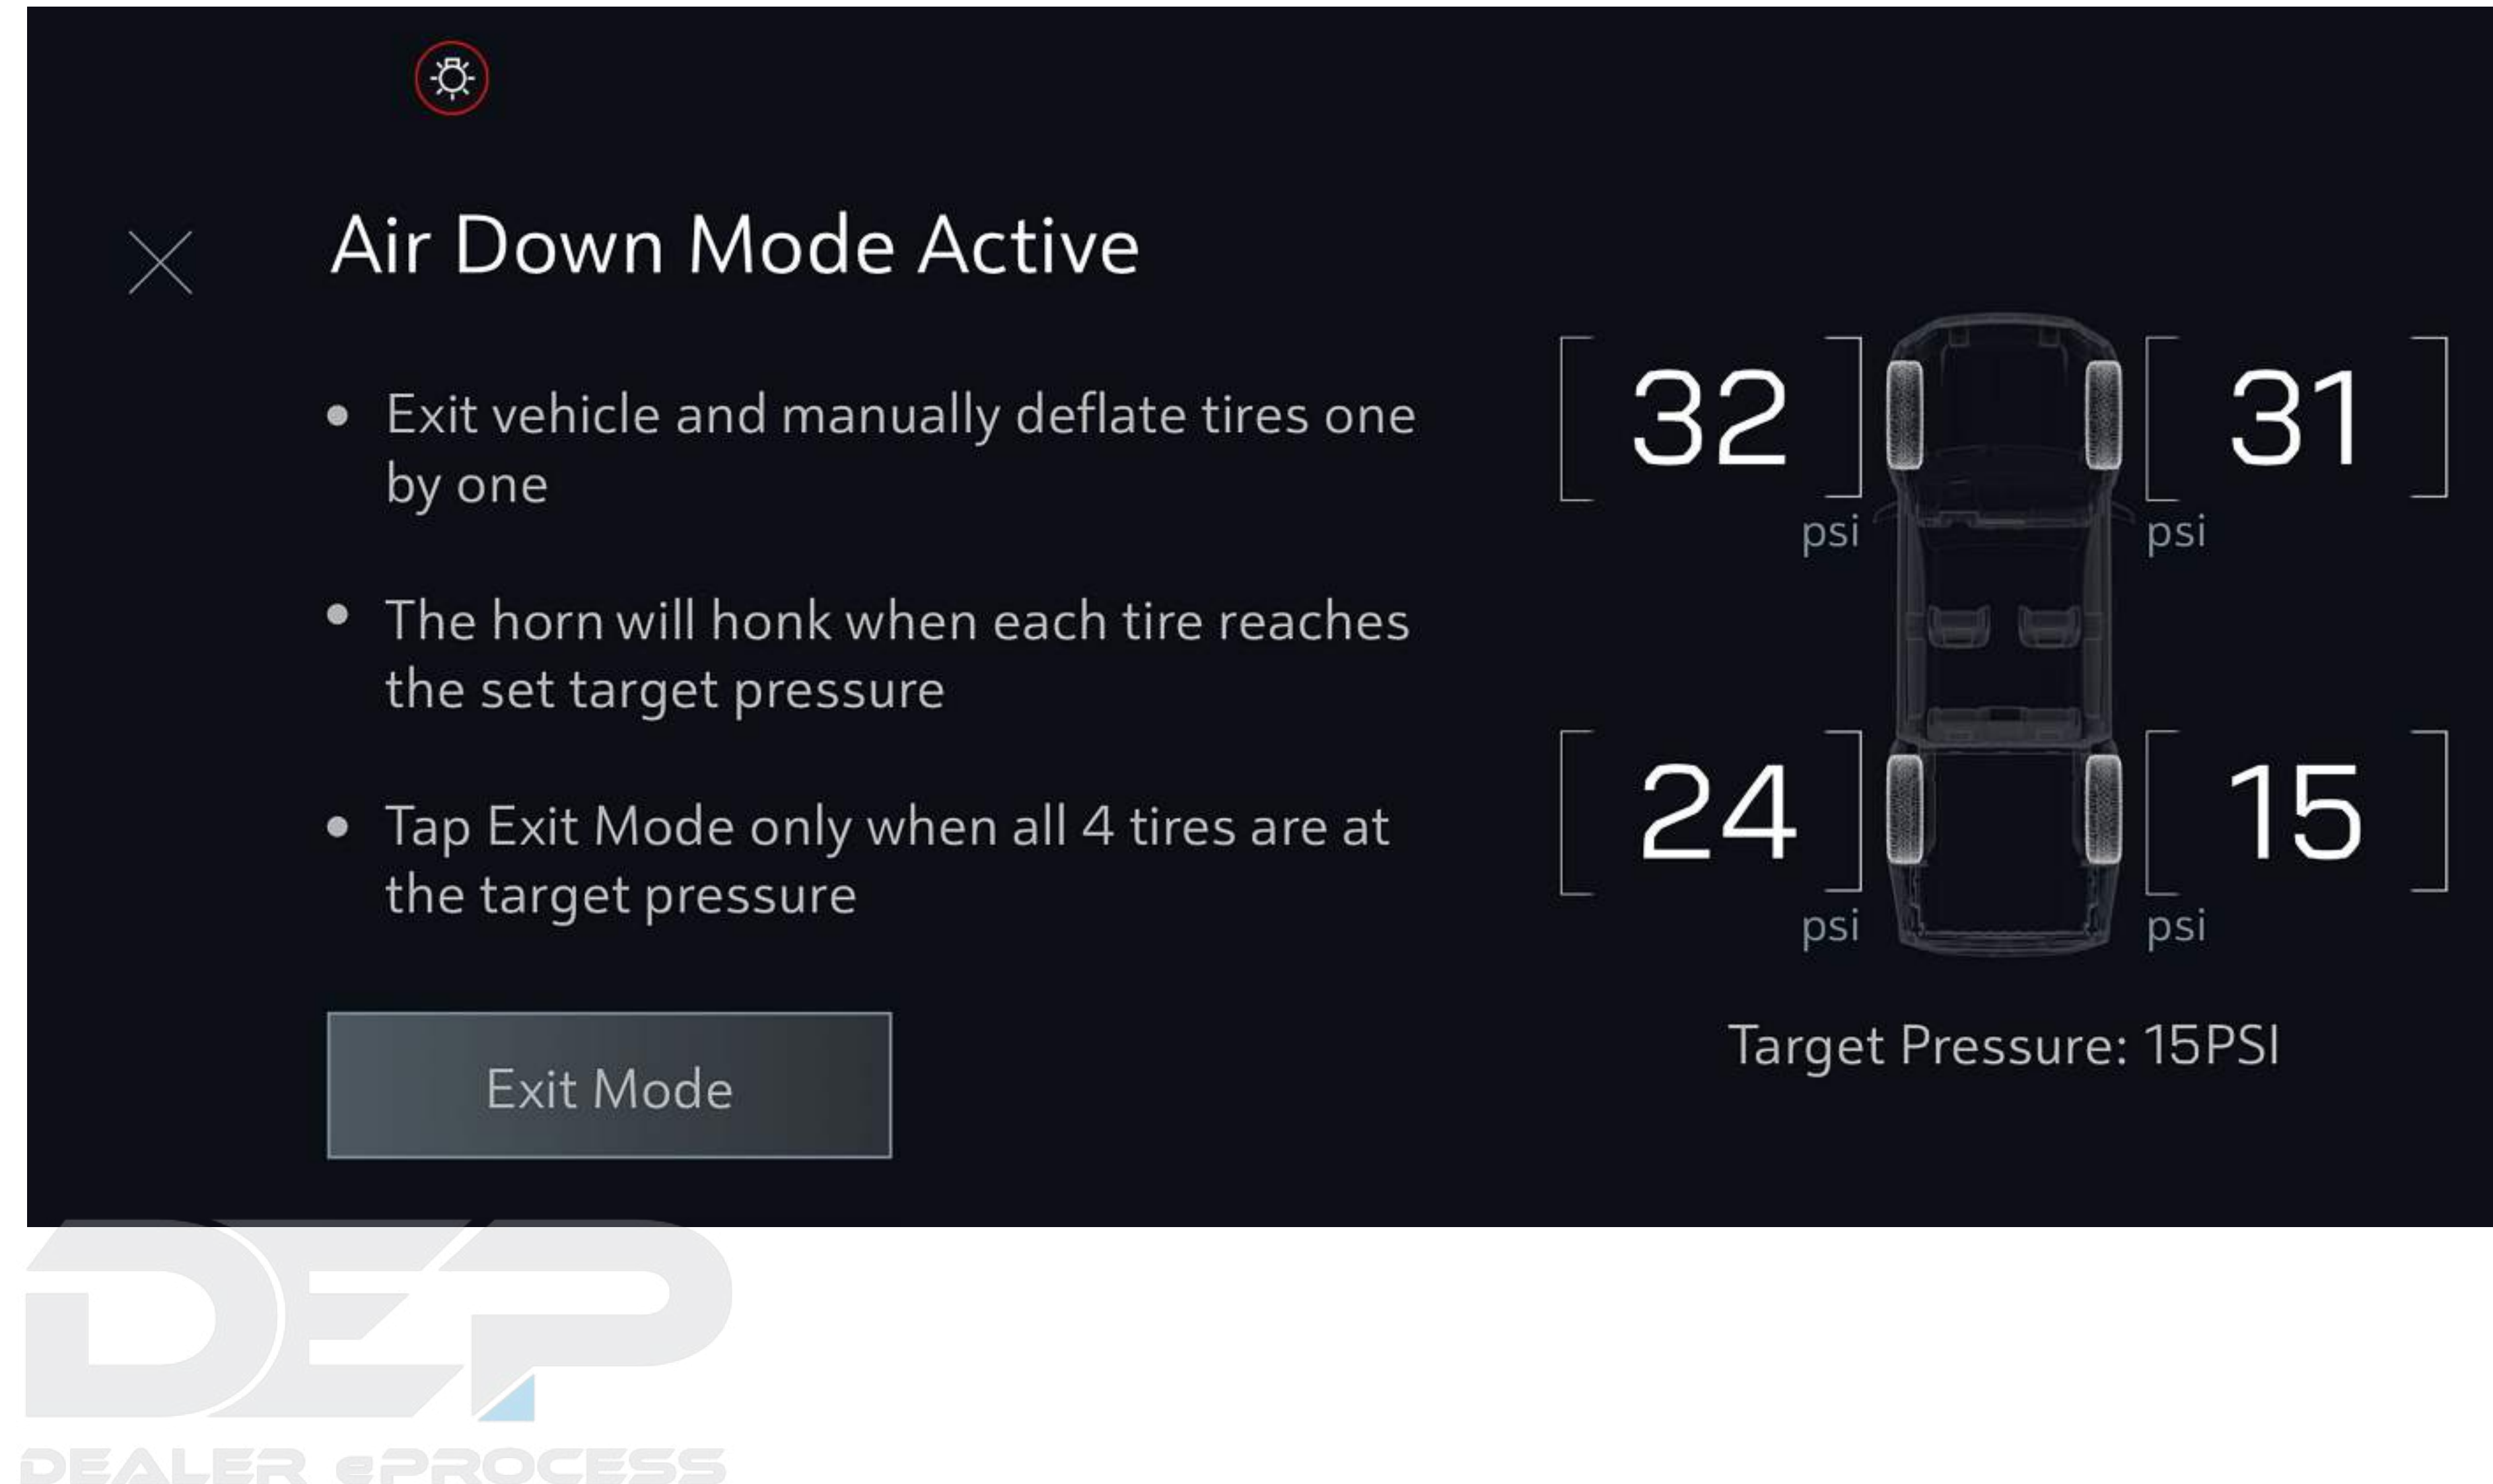 Air Down Mode Active
Exit vehicle and manually deflate tires one
by one
The horn will honk when each tire reaches
the set target pressure
Tap Exit Mode only when all 4 tires are at
the target pressure
Exit Mode
32
psi
31
psi
24
psi
15
psi
Target Pressure: 15PSI
DEP
DEALER ePROCESS